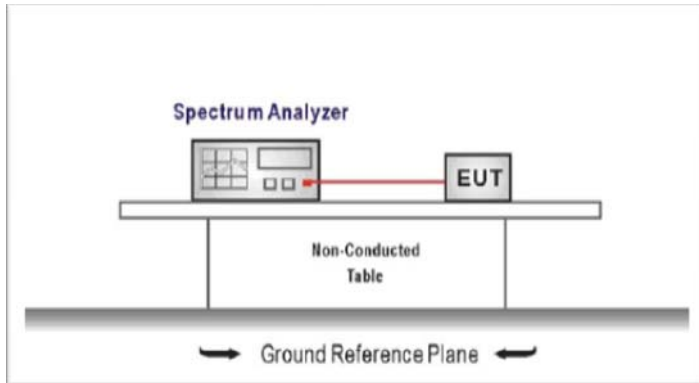 Spectrum Analyzer
EUT
Non-Conducted
Table
Ground Reference Plane